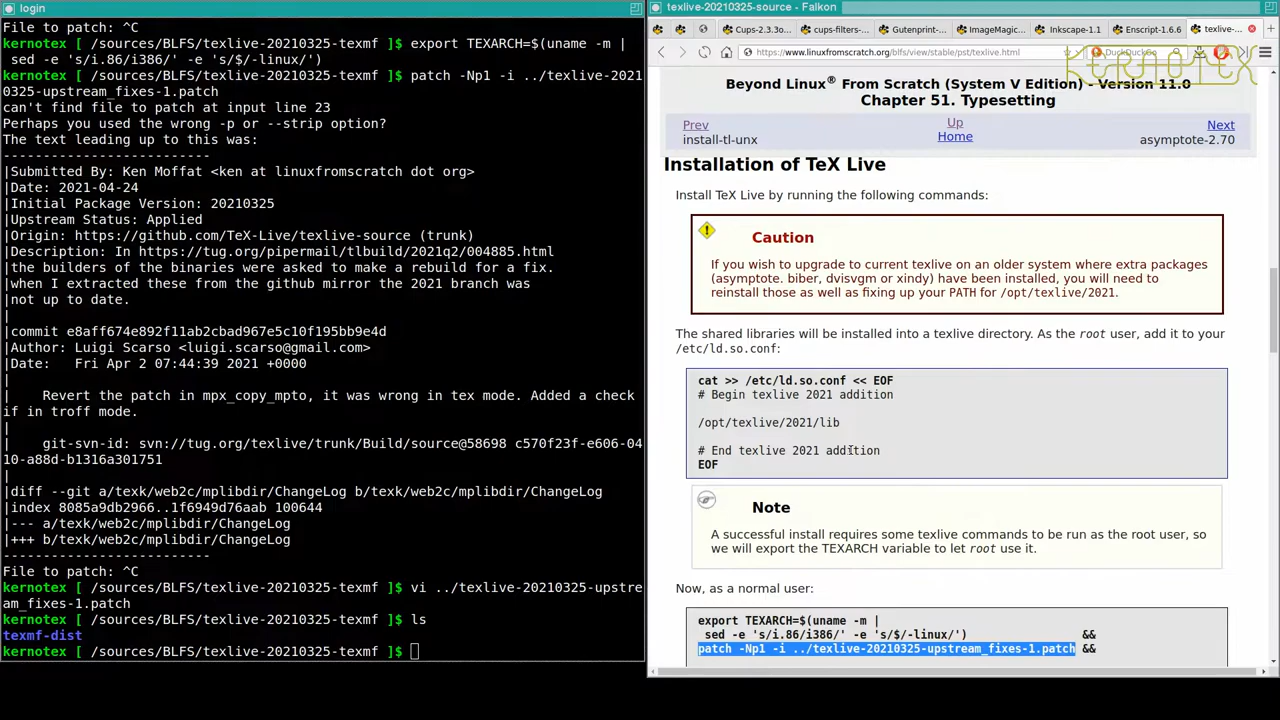 login
File to patch: ^C
kernotex [ /sources/BLFS/texlive-20210325-texmf ]$ export TEXARCH=$(uname -m |
 sed -e 's/i.86/i386/' -e 's/$/-linux/')
kernotex [ /sources/BLFS/texlive-20210325-texmf ]$ patch -Np1 -i ../texlive-2021
0325-upstream_fixes-1.patch
can't find file to patch at input line 23
Perhaps you used the wrong -p or --strip option?
The text leading up to this was:
--------------------------
|Submitted By: Ken Moffat <ken at linuxfromscratch dot org>
|Date: 2021-04-24
|Initial Package Version: 20210325
|Upstream Status: Applied
|Origin: https://github.com/TeX-Live/texlive-source (trunk)
|Description: In https://tug.org/pipermail/tlbuild/2021q2/004885.html
|the builders of the binaries were asked to make a rebuild for a fix.
|when I extracted these from the github mirror the 2021 branch was
|not up to date.
|
|commit e8aff674e892f11ab2cbad967e5c10f195bb9e4d
|Author: Luigi Scarso <luigi.scarso@gmail.com>
|Date:   Fri Apr 2 07:44:39 2021 +0000
|
|    Revert the patch in mpx_copy_mpto, it was wrong in tex mode. Added a check
if in troff mode.
|
|    git-svn-id: svn://tug.org/texlive/trunk/Build/source@58698 c570f23f-e606-04
10-a88d-b1316a301751
|
|diff --git a/texk/web2c/mplibdir/ChangeLog b/texk/web2c/mplibdir/ChangeLog
|index 8085a9db2966..1f6949d76aab 100644
|--- a/texk/web2c/mplibdir/ChangeLog
|+++ b/texk/web2c/mplibdir/ChangeLog
--------------------------
File to patch: ^C
kernotex [ /sources/BLFS/texlive-20210325-texmf ]$ vi ../texlive-20210325-upstre
am_fixes-1.patch
kernotex [ /sources/BLFS/texlive-20210325-texmf ]$ ls
texmf-dist
kernotex [ /sources/BLFS/texlive-20210325-texmf ]$
texlive-20210325-source - Falkon
Cups-2.3.3o... cups-filters-... Gutenprint-... ImageMagic... Inkscape-1.1 Enscript-1.6.6 texlive-...
https://www.linuxfromscratch.org/blfs/view/stable/pst/texlive.html DuckDuckGo
KERNOTEX
Beyond Linux® From Scratch (System V Edition) - Version 11.0
Chapter 51. Typesetting
Prev Up Next
install-tl-unx Home asymptote-2.70
Installation of TeX Live
Install TeX Live by running the following commands:
Caution
If you wish to upgrade to current texlive on an older system where extra packages
(asymptote. biber, dvisvgm or xindy) have been installed, you will need to
reinstall those as well as fixing up your PATH for /opt/texlive/2021.
The shared libraries will be installed into a texlive directory. As the root user, add it to your
/etc/ld.so.conf:
cat >> /etc/ld.so.conf << EOF
# Begin texlive 2021 addition
/opt/texlive/2021/lib
# End texlive 2021 addition
EOF
Note
A successful install requires some texlive commands to be run as the root user, so
we will export the TEXARCH variable to let root use it.
Now, as a normal user:
export TEXARCH=$(uname -m |
 sed -e 's/i.86/i386/' -e 's/$/-linux/') &&
patch -Np1 -i ../texlive-20210325-upstream_fixes-1.patch &&